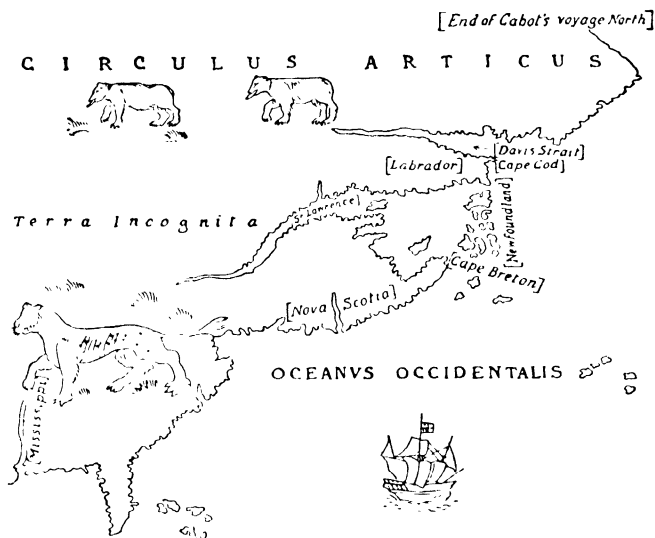 [End of Cabot's voyage North]
CIRCULUS ARTICUS
[Davis Strait]
[Labrador]
[Cape Cod]
[Newfoundland]
St Lawrence]
Terra Incognita
[Cape Breton]
[Nova Scotia]
OCEANVS OCCIDENTALIS
[Mississippi]